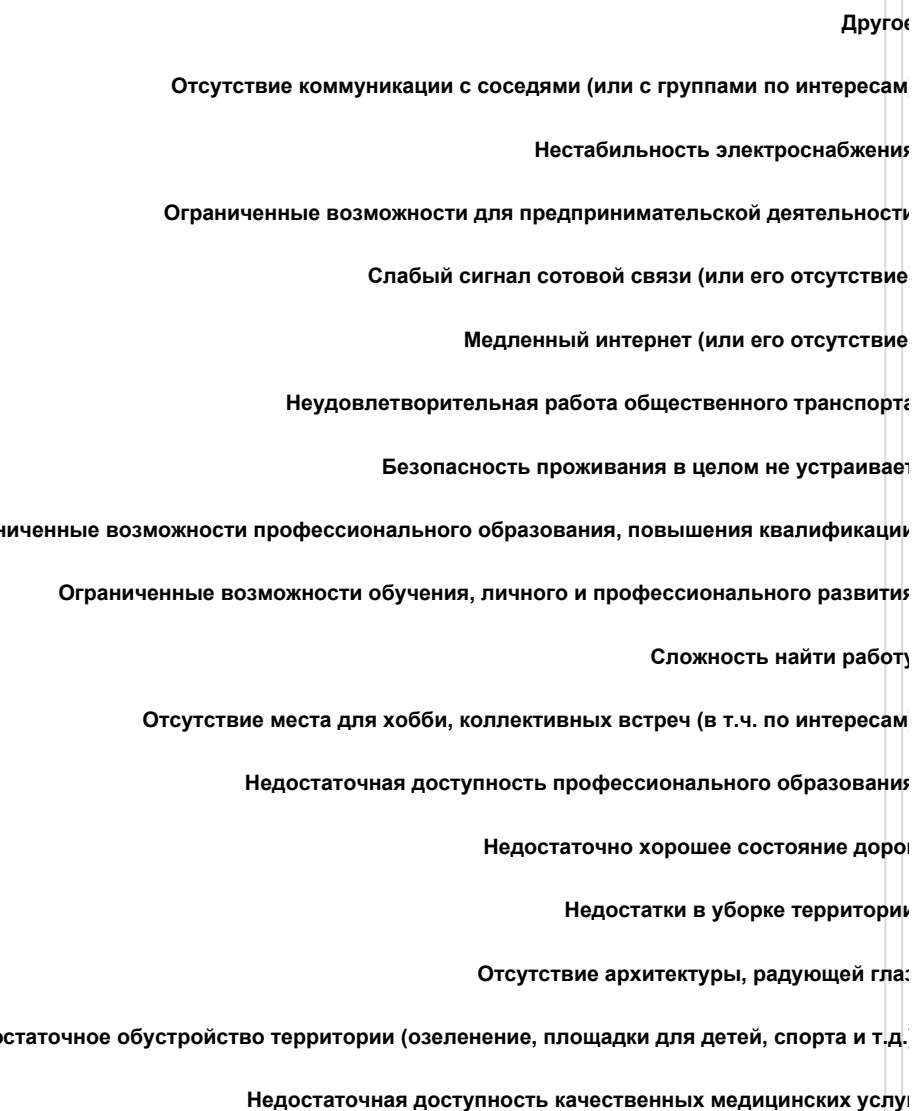 Другое
Отсутствие коммуникации с соседями (или с группами по интересам)
Нестабильность электроснабжения
Ограниченные возможности для предпринимательской деятельности
Слабый сигнал сотовой связи (или его отсутствие)
Медленный интернет (или его отсутствие)
Неудовлетворительная работа общественного транспорта
Безопасность проживания в целом не устраивает
ниченные возможности профессионального образования, повышения квалификации
Ограниченные возможности обучения, личного и профессионального развития
Сложность найти работу
Отсутствие места для хобби, коллективных встреч (в т.ч. по интересам)
Недостаточная доступность профессионального образования
Недостаточно хорошее состояние дорог
Недостатки в уборке территории
Отсутствие архитектуры, радующей глаз
остаточное обустройство территории (озеленение, площадки для детей, спорта и т.д.)
Недостаточная доступность качественных медицинских услуг